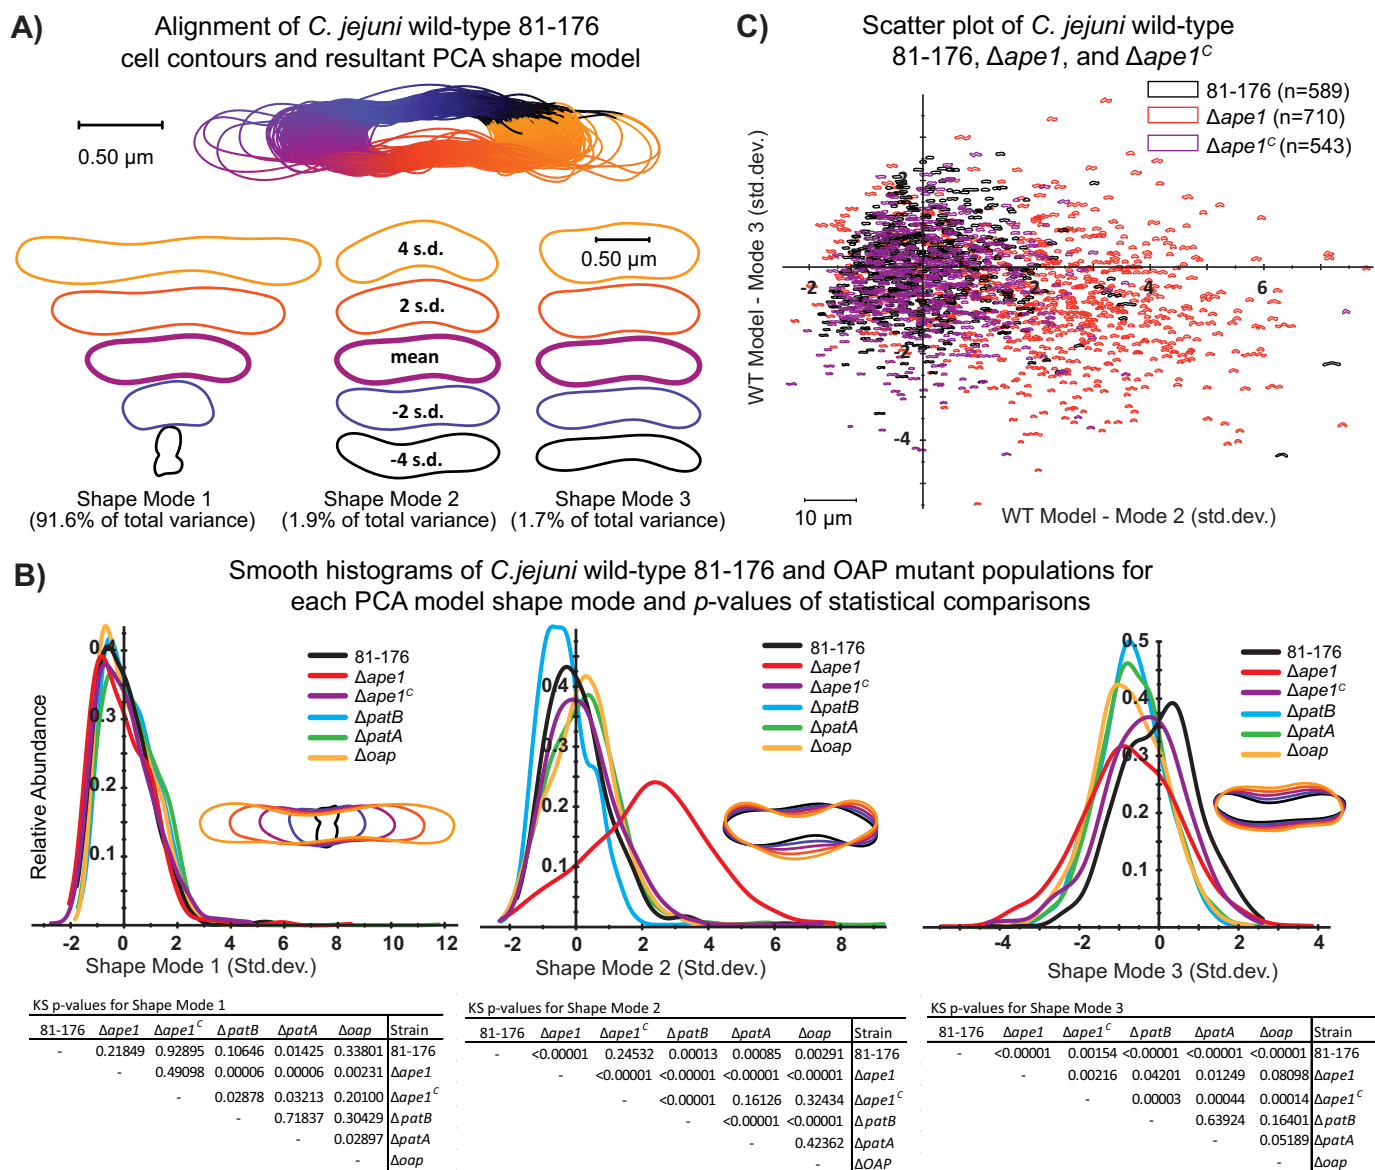 A)
Alignment of C. jejuni wild-type 81-176
cell contours and resultant PCA shape model
0.50 µm
4 s.d.
2 s.d.
mean
-2 s.d.
-4 s.d.
0.50 µm
Shape Mode 1
(91.6% of total variance)
Shape Mode 2
(1.9% of total variance)
Shape Mode 3
(1.7% of total variance)
C)
Scatter plot of C. jejuni wild-type
81-176, Δape1, and Δape1ᶜ
81-176 (n=589)
Δape1 (n=710)
Δape1ᶜ (n=543)
WT Model - Mode 3 (std.dev.)
-2 2 4 6
-2
-4
10 µm
WT Model - Mode 2 (std.dev.)
B)
Smooth histograms of C.jejuni wild-type 81-176 and OAP mutant populations for
each PCA model shape mode and p-values of statistical comparisons
Relative Abundance
0.4
0.3
0.2
0.1
-2 0 2 4 6 8 10 12
Shape Mode 1 (Std.dev.)
81-176
Δape1
Δape1ᶜ
ΔpatB
ΔpatA
Δoap
0.4
0.3
0.2
0.1
-2 0 2 4 6 8
Shape Mode 2 (Std.dev.)
81-176
Δape1
Δape1ᶜ
ΔpatB
ΔpatA
Δoap
0.5
0.4
0.3
0.2
0.1
-4 -2 0 2 4
Shape Mode 3 (Std.dev.)
81-176
Δape1
Δape1ᶜ
ΔpatB
ΔpatA
Δoap
KS p-values for Shape Mode 1
81-176 Δape1 Δape1ᶜ ΔpatB ΔpatA Δoap Strain
- 0.21849 0.92895 0.10646 0.01425 0.33801 81-176
- 0.49098 0.00006 0.00006 0.00231 Δape1
- 0.02878 0.03213 0.20100 Δape1ᶜ
- 0.71837 0.30429 ΔpatB
- 0.02897 ΔpatA
- Δoap
KS p-values for Shape Mode 2
81-176 Δape1 Δape1ᶜ ΔpatB ΔpatA Δoap Strain
- <0.00001 0.24532 0.00013 0.00085 0.00291 81-176
- <0.00001 <0.00001 <0.00001 <0.00001 Δape1
- <0.00001 0.16126 0.32434 Δape1ᶜ
- <0.00001 <0.00001 ΔpatB
- 0.42362 ΔpatA
- ΔOAP
KS p-values for Shape Mode 3
81-176 Δape1 Δape1ᶜ ΔpatB ΔpatA Δoap Strain
- <0.00001 0.00154 <0.00001 <0.00001 <0.00001 81-176
- 0.00216 0.04201 0.01249 0.08098 Δape1
- 0.00003 0.00044 0.00014 Δape1ᶜ
- 0.63924 0.16401 ΔpatB
- 0.05189 ΔpatA
- Δoap